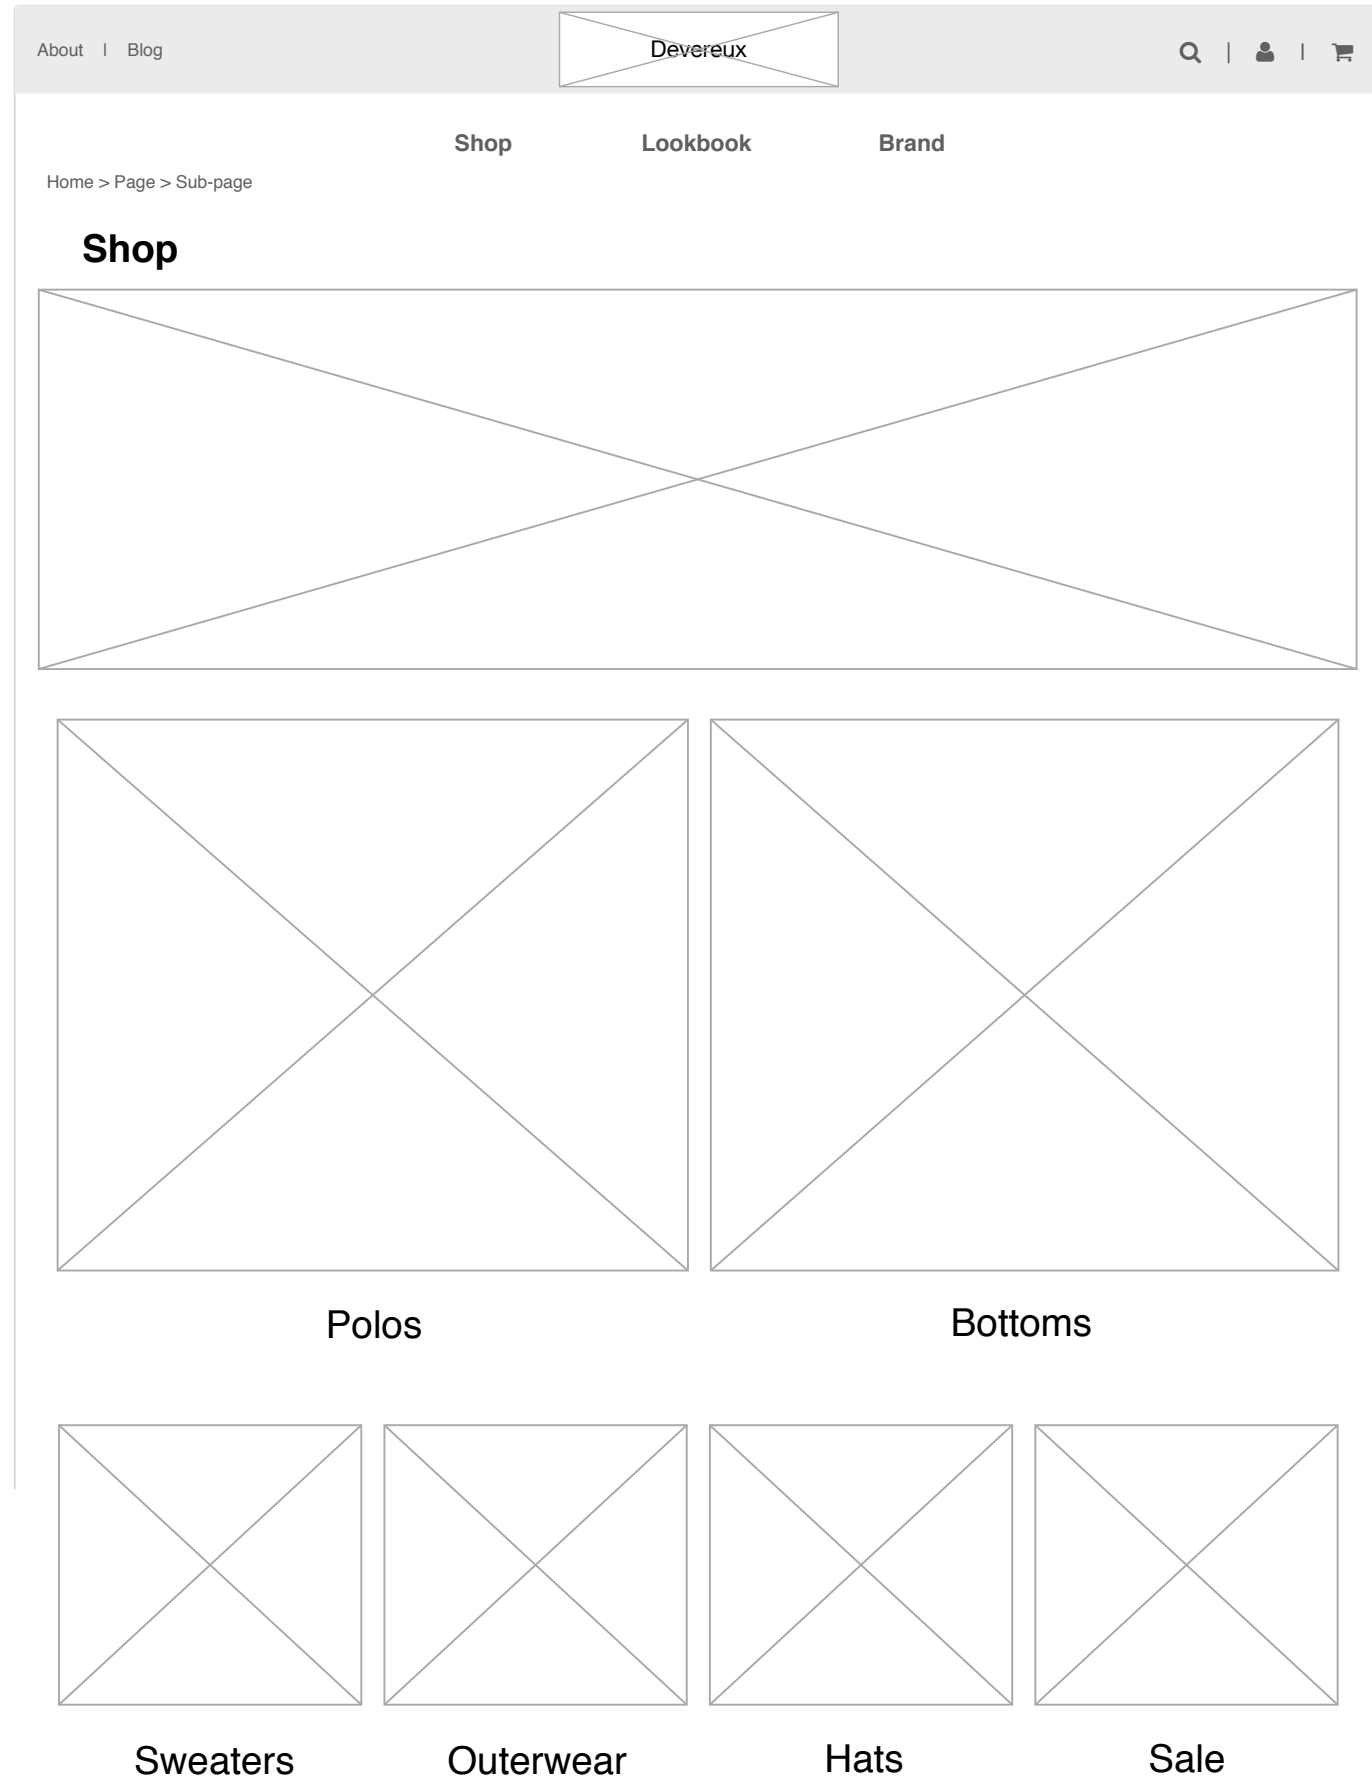 About | Blog
Devereux
| |
Shop Lookbook Brand
Home > Page > Sub-page
Shop
Polos Bottoms
Sweaters Outerwear Hats Sale